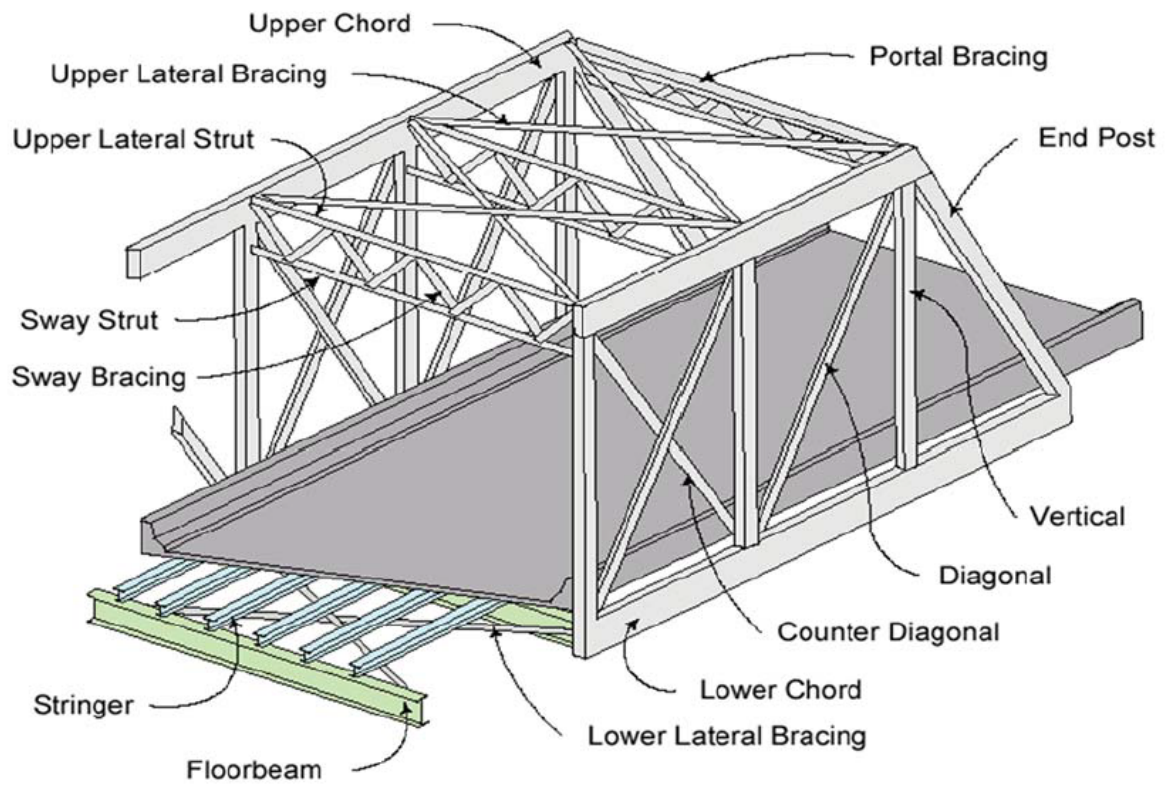 Upper Chord
Portal Bracing
Upper Lateral Bracing
Upper Lateral Strut
End Post
Sway Strut
Sway Bracing
Vertical
Diagonal
Counter Diagonal
Lower Chord
Stringer
Lower Lateral Bracing
Floorbeam